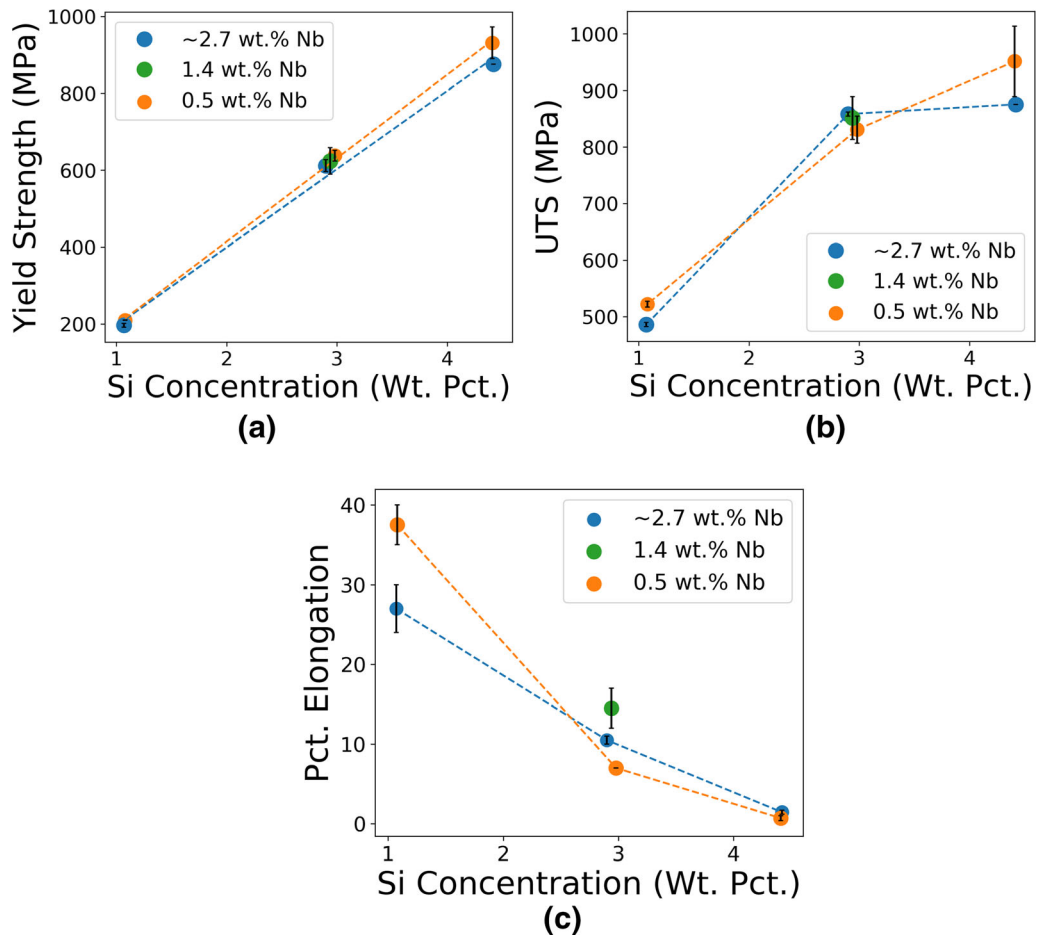 Yield Strength (MPa)
1000
800
600
400
200
~2.7 wt.% Nb
1.4 wt.% Nb
0.5 wt.% Nb
1 2 3 4
Si Concentration (Wt. Pct.)
(a)
UTS (MPa)
1000
900
800
700
600
500
~2.7 wt.% Nb
1.4 wt.% Nb
0.5 wt.% Nb
1 2 3 4
Si Concentration (Wt. Pct.)
(b)
Pct. Elongation
40
30
20
10
0
~2.7 wt.% Nb
1.4 wt.% Nb
0.5 wt.% Nb
1 2 3 4
Si Concentration (Wt. Pct.)
(c)